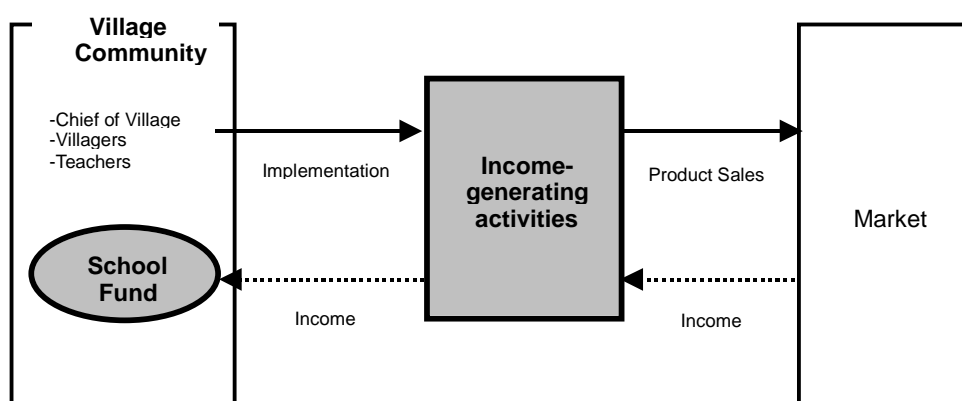 Village
Community
-Chief of Village
-Villagers
-Teachers
School
Fund
Implementation
Income
Income-
generating
activities
Product Sales
Income
Market